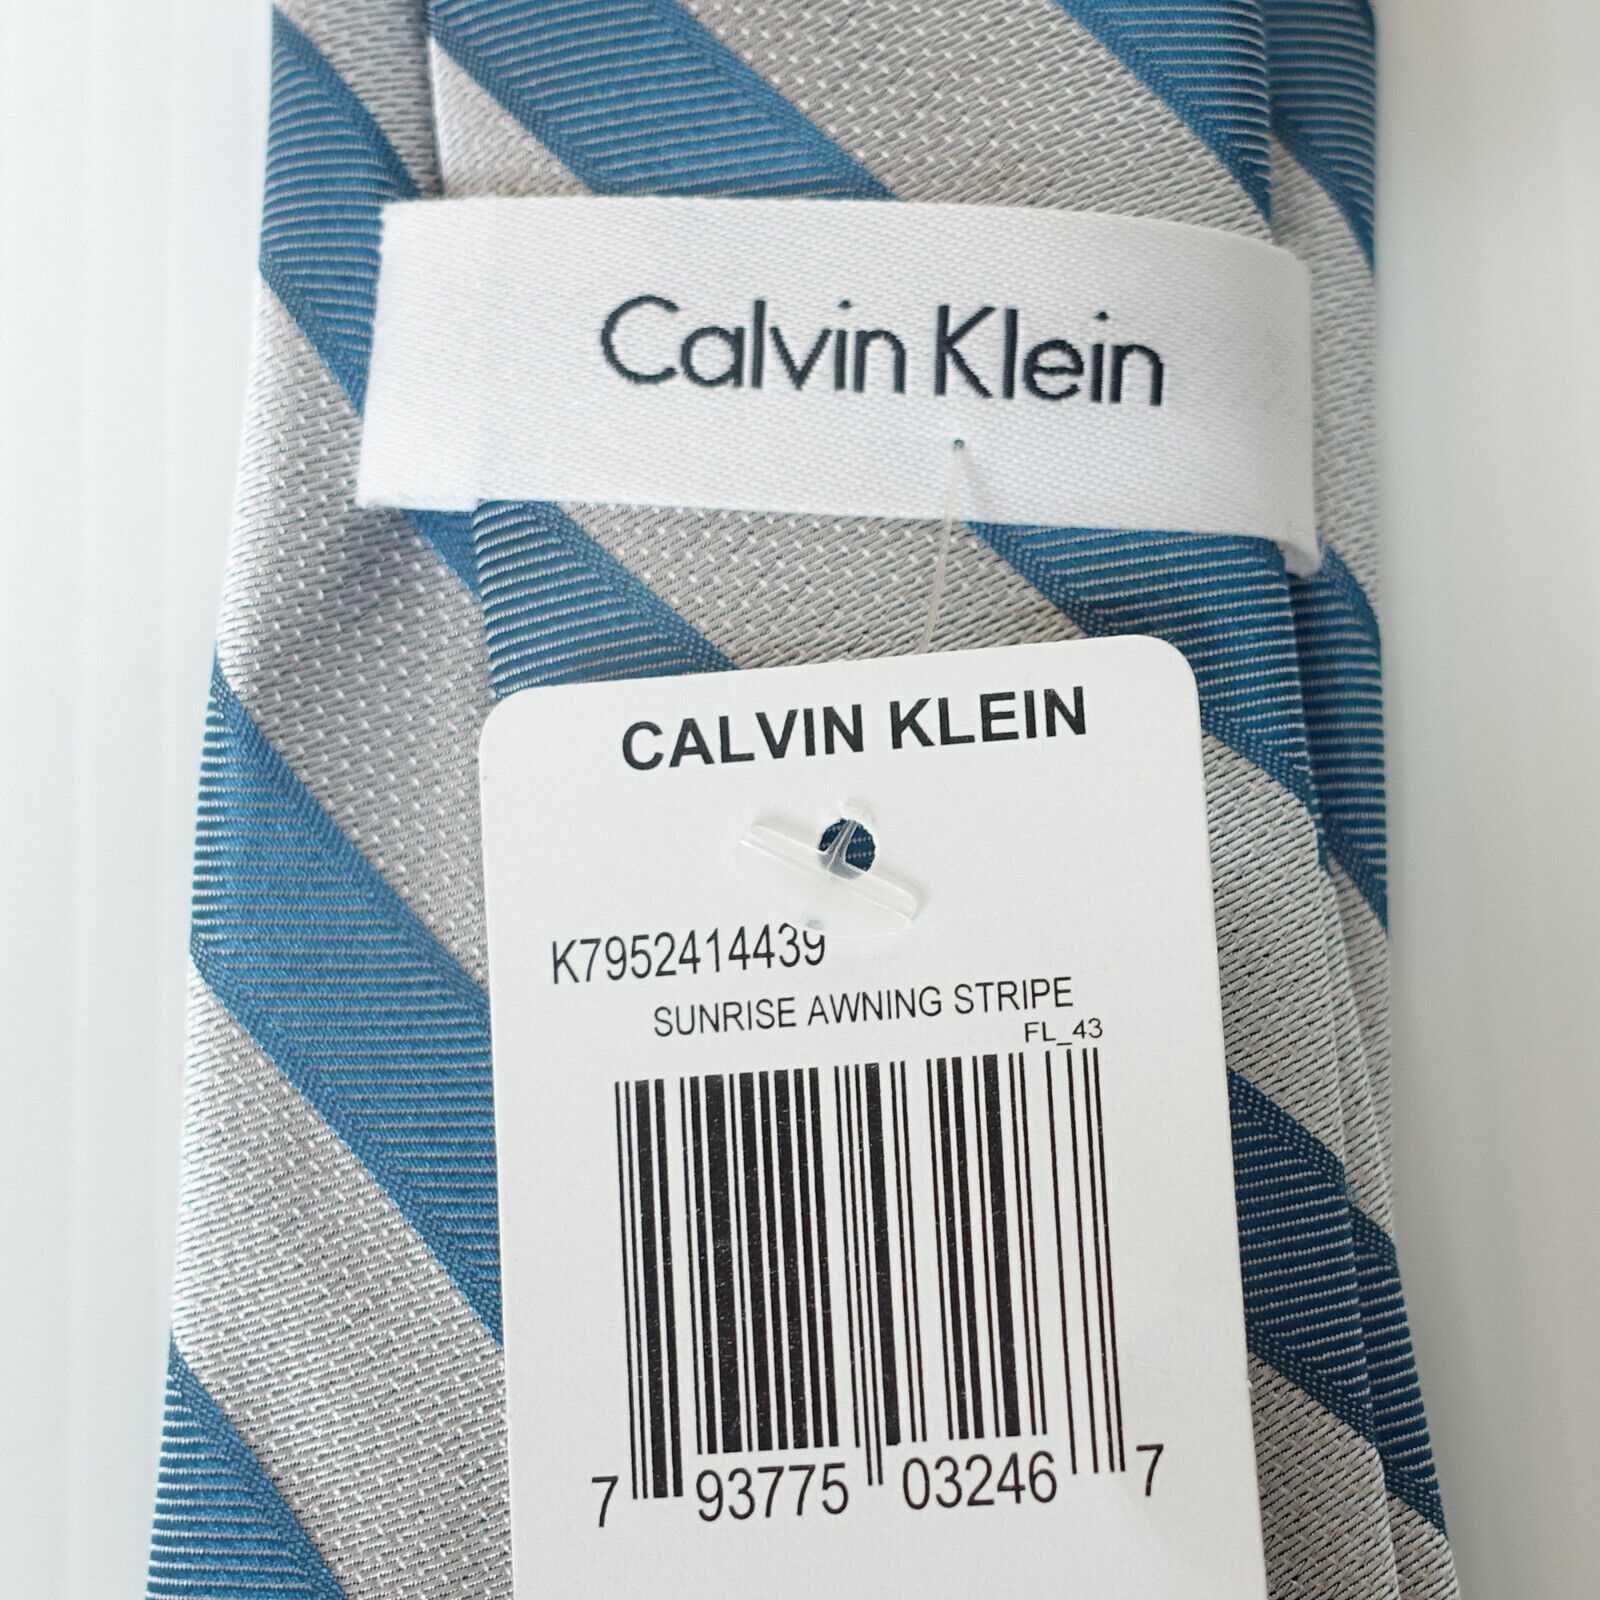 Calvin Klein
CALVIN KLEIN
K7952414439
SUNRISE AWNING STRIPE
FL_43
7 93775 03246 7